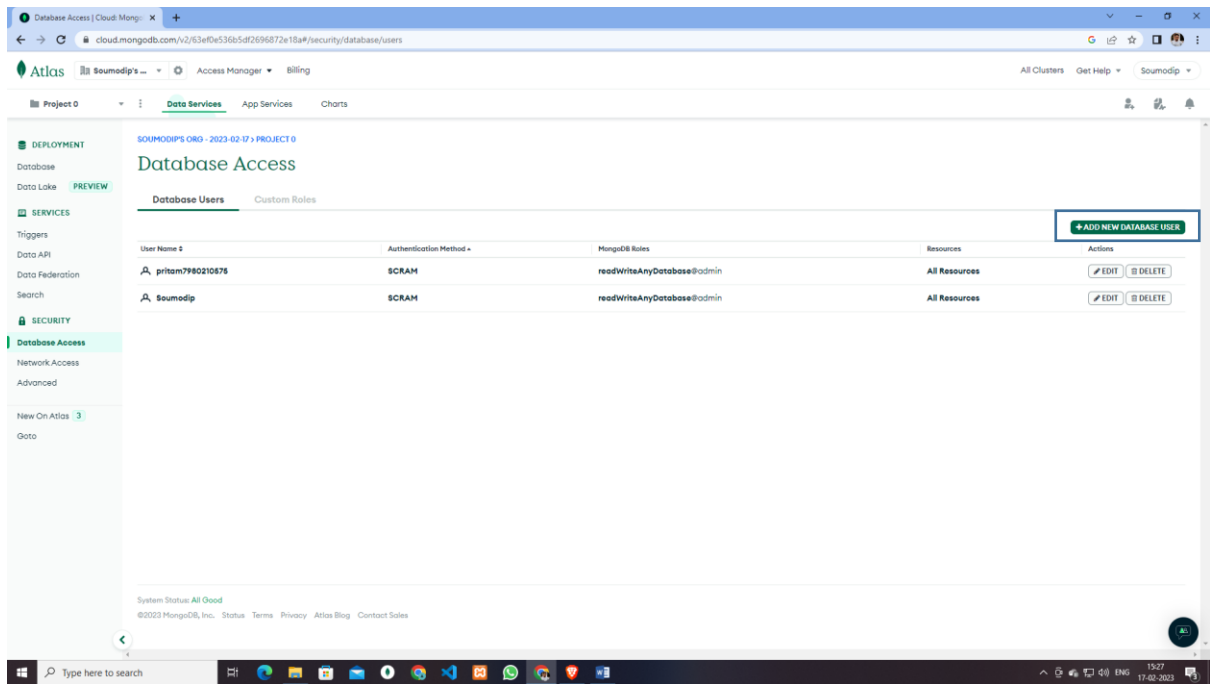 Database Access | Cloud: Mongo
cloud.mongodb.com/v2/63ef0e536b5df2696872e18a#/security/database/users
Atlas Soumodip's ... Access Manager Billing All Clusters Get Help Soumodip
Project 0 Data Services App Services Charts
DEPLOYMENT
Database
Data Lake PREVIEW
SERVICES
Triggers
Data API
Data Federation
Search
SECURITY
Database Access
Network Access
Advanced
New On Atlas 3
Goto
SOUMODIP'S ORG - 2023-02-17 > PROJECT 0
Database Access
Database Users Custom Roles
+ ADD NEW DATABASE USER
User Name Authentication Method MongoDB Roles Resources Actions
pritam7980210575 SCRAM readWriteAnyDatabase@admin All Resources EDIT DELETE
Soumodip SCRAM readWriteAnyDatabase@admin All Resources EDIT DELETE
System Status: All Good
©2023 MongoDB, Inc. Status Terms Privacy Atlas Blog Contact Sales
Type here to search
ENG
15:27
17-02-2023